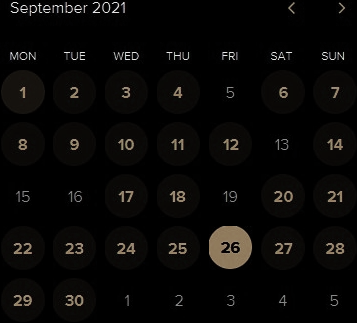 September 2021 < >
MON TUE WED THU FRI SAT SUN
1 2 3 4 5 6 7
8 9 10 11 12 13 14
15 16 17 18 19 20 21
22 23 24 25 26 27 28
29 30 1 2 3 4 5